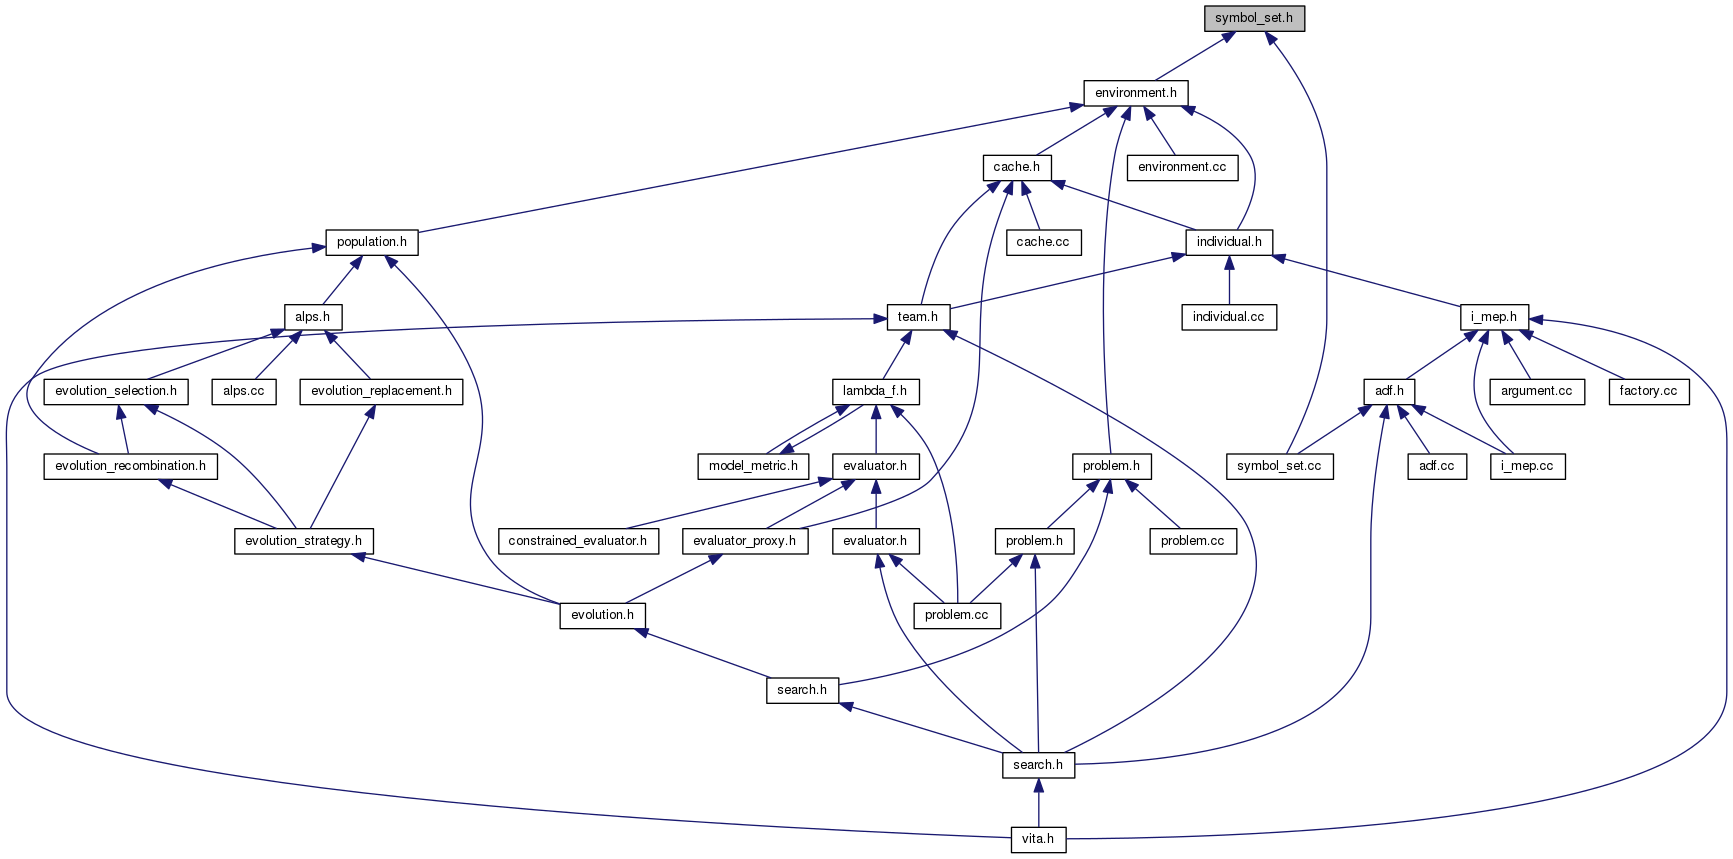 symbol_set.h
environment.h
cache.h
environment.cc
population.h
cache.cc
individual.h
alps.h
team.h
individual.cc
i_mep.h
evolution_selection.h
alps.cc
evolution_replacement.h
lambda_f.h
adf.h
argument.cc
factory.cc
evolution_recombination.h
model_metric.h
evaluator.h
problem.h
symbol_set.cc
adf.cc
i_mep.cc
evolution_strategy.h
constrained_evaluator.h
evaluator_proxy.h
evaluator.h
problem.h
problem.cc
evolution.h
problem.cc
search.h
search.h
vita.h